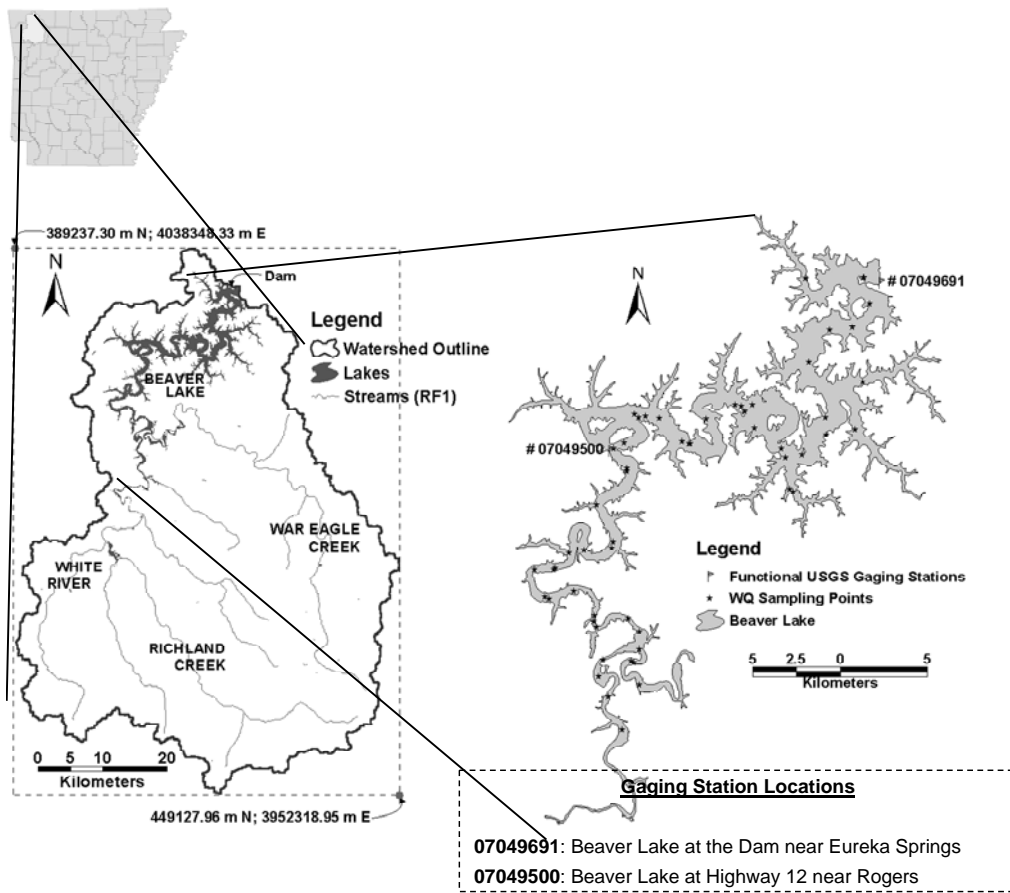 389237.30 m N; 4038348.33 m E
N
Dam
Legend
Watershed Outline
Lakes
Streams (RF1)
BEAVER
LAKE
WAR EAGLE
CREEK
WHITE
RIVER
RICHLAND
CREEK
0 5 10 20
Kilometers
449127.96 m N; 3952318.95 m E
N
# 07049691
# 07049500
Legend
Functional USGS Gaging Stations
WQ Sampling Points
Beaver Lake
5 2.5 0 5
Kilometers
Gaging Station Locations
07049691: Beaver Lake at the Dam near Eureka Springs
07049500: Beaver Lake at Highway 12 near Rogers